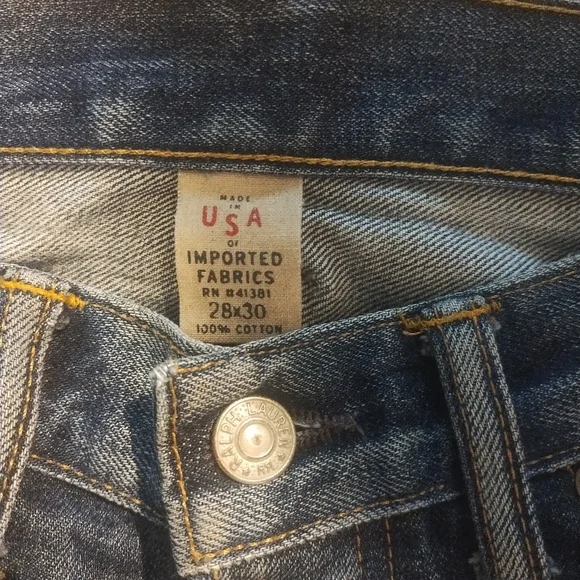 MADE
IN
USA
OF
IMPORTED
FABRICS
RN #41381
28x30
100% COTTON
RALPH LAUREN